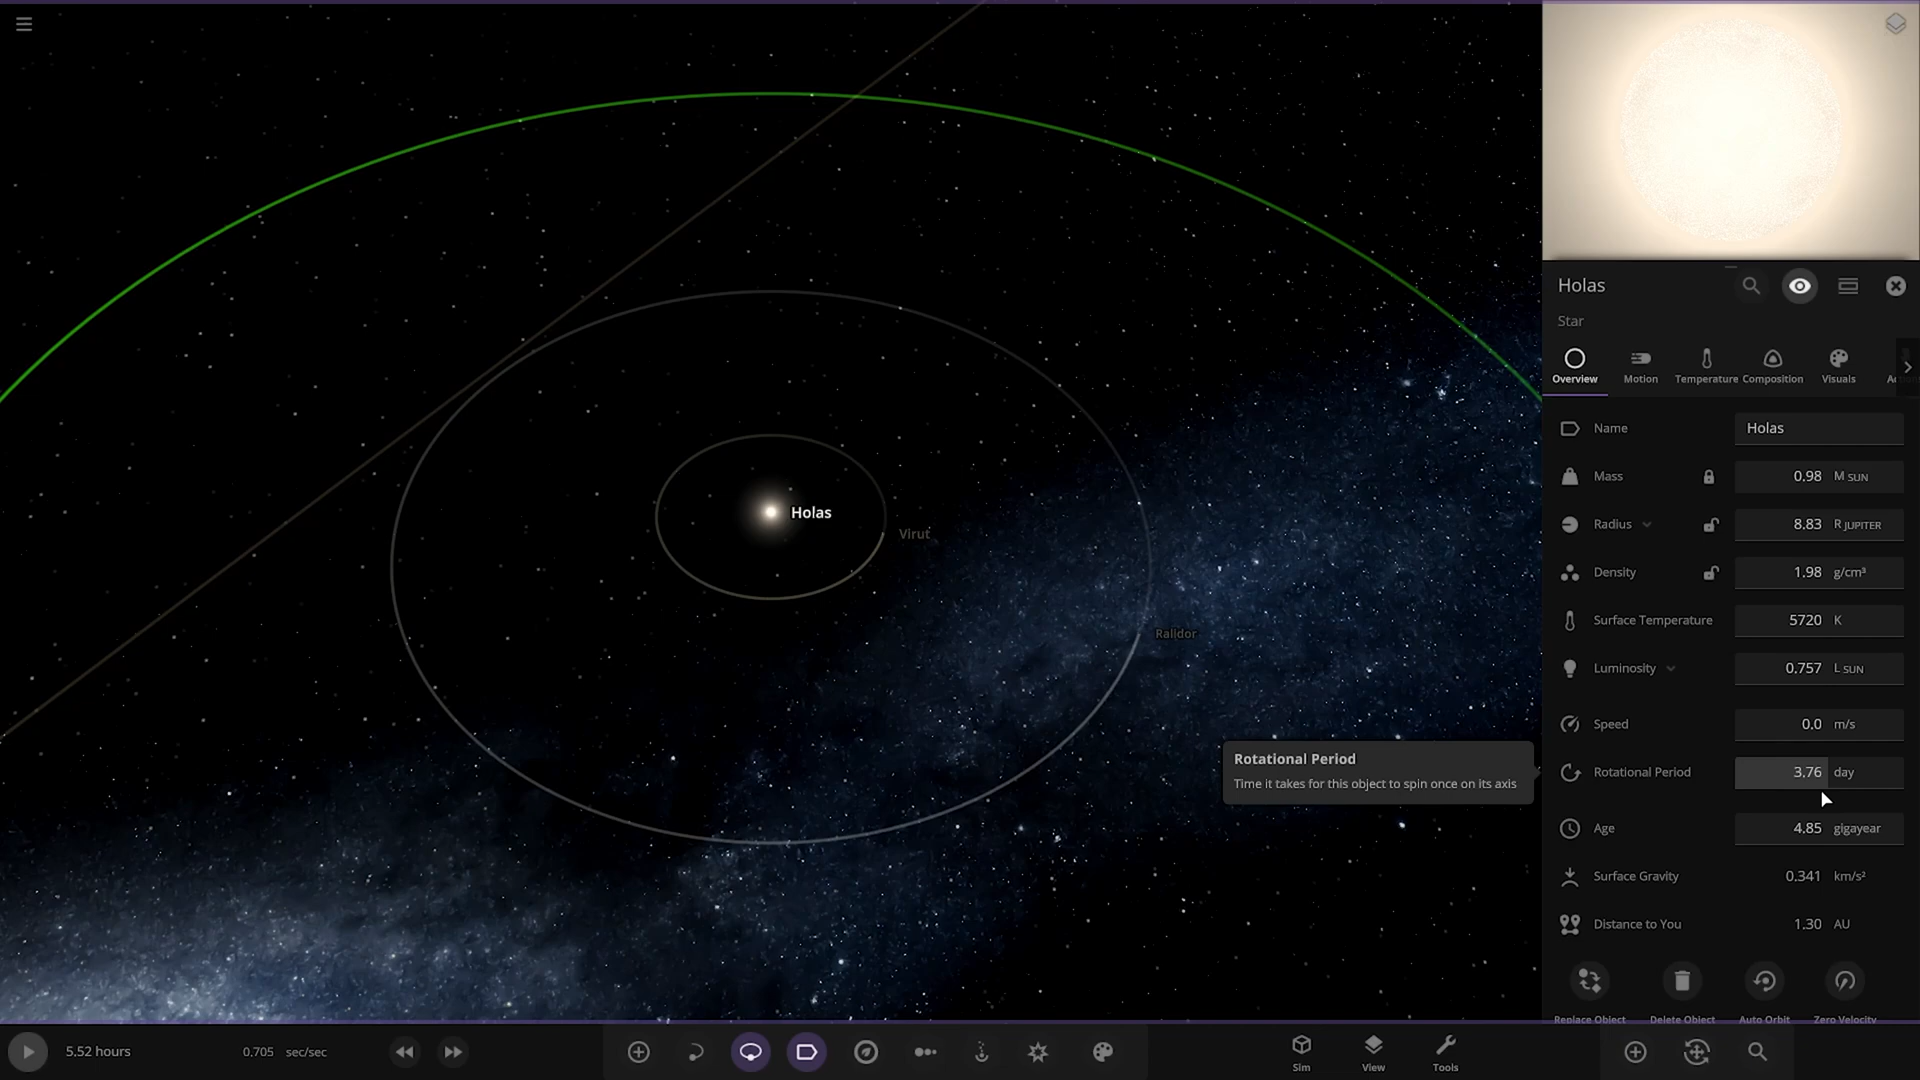 Holas
Virut
Ralldor
Rotational Period
Time it takes for this object to spin once on its axis
Holas
Star
Overview
Motion
Temperature
Composition
Visuals
Name
Holas
Mass
0.98 M SUN
Radius
8.83 R JUPITER
Density
1.98 g/cm³
Surface Temperature
5720 K
Luminosity
0.757 L SUN
Speed
0.0 m/s
Rotational Period
3.76 day
Age
4.85 gigayear
Surface Gravity
0.341 km/s²
Distance to You
1.30 AU
Replace Object
Delete Object
Auto Orbit
Zero Velocity
5.52 hours
0.705 sec/sec
Sim
View
Tools